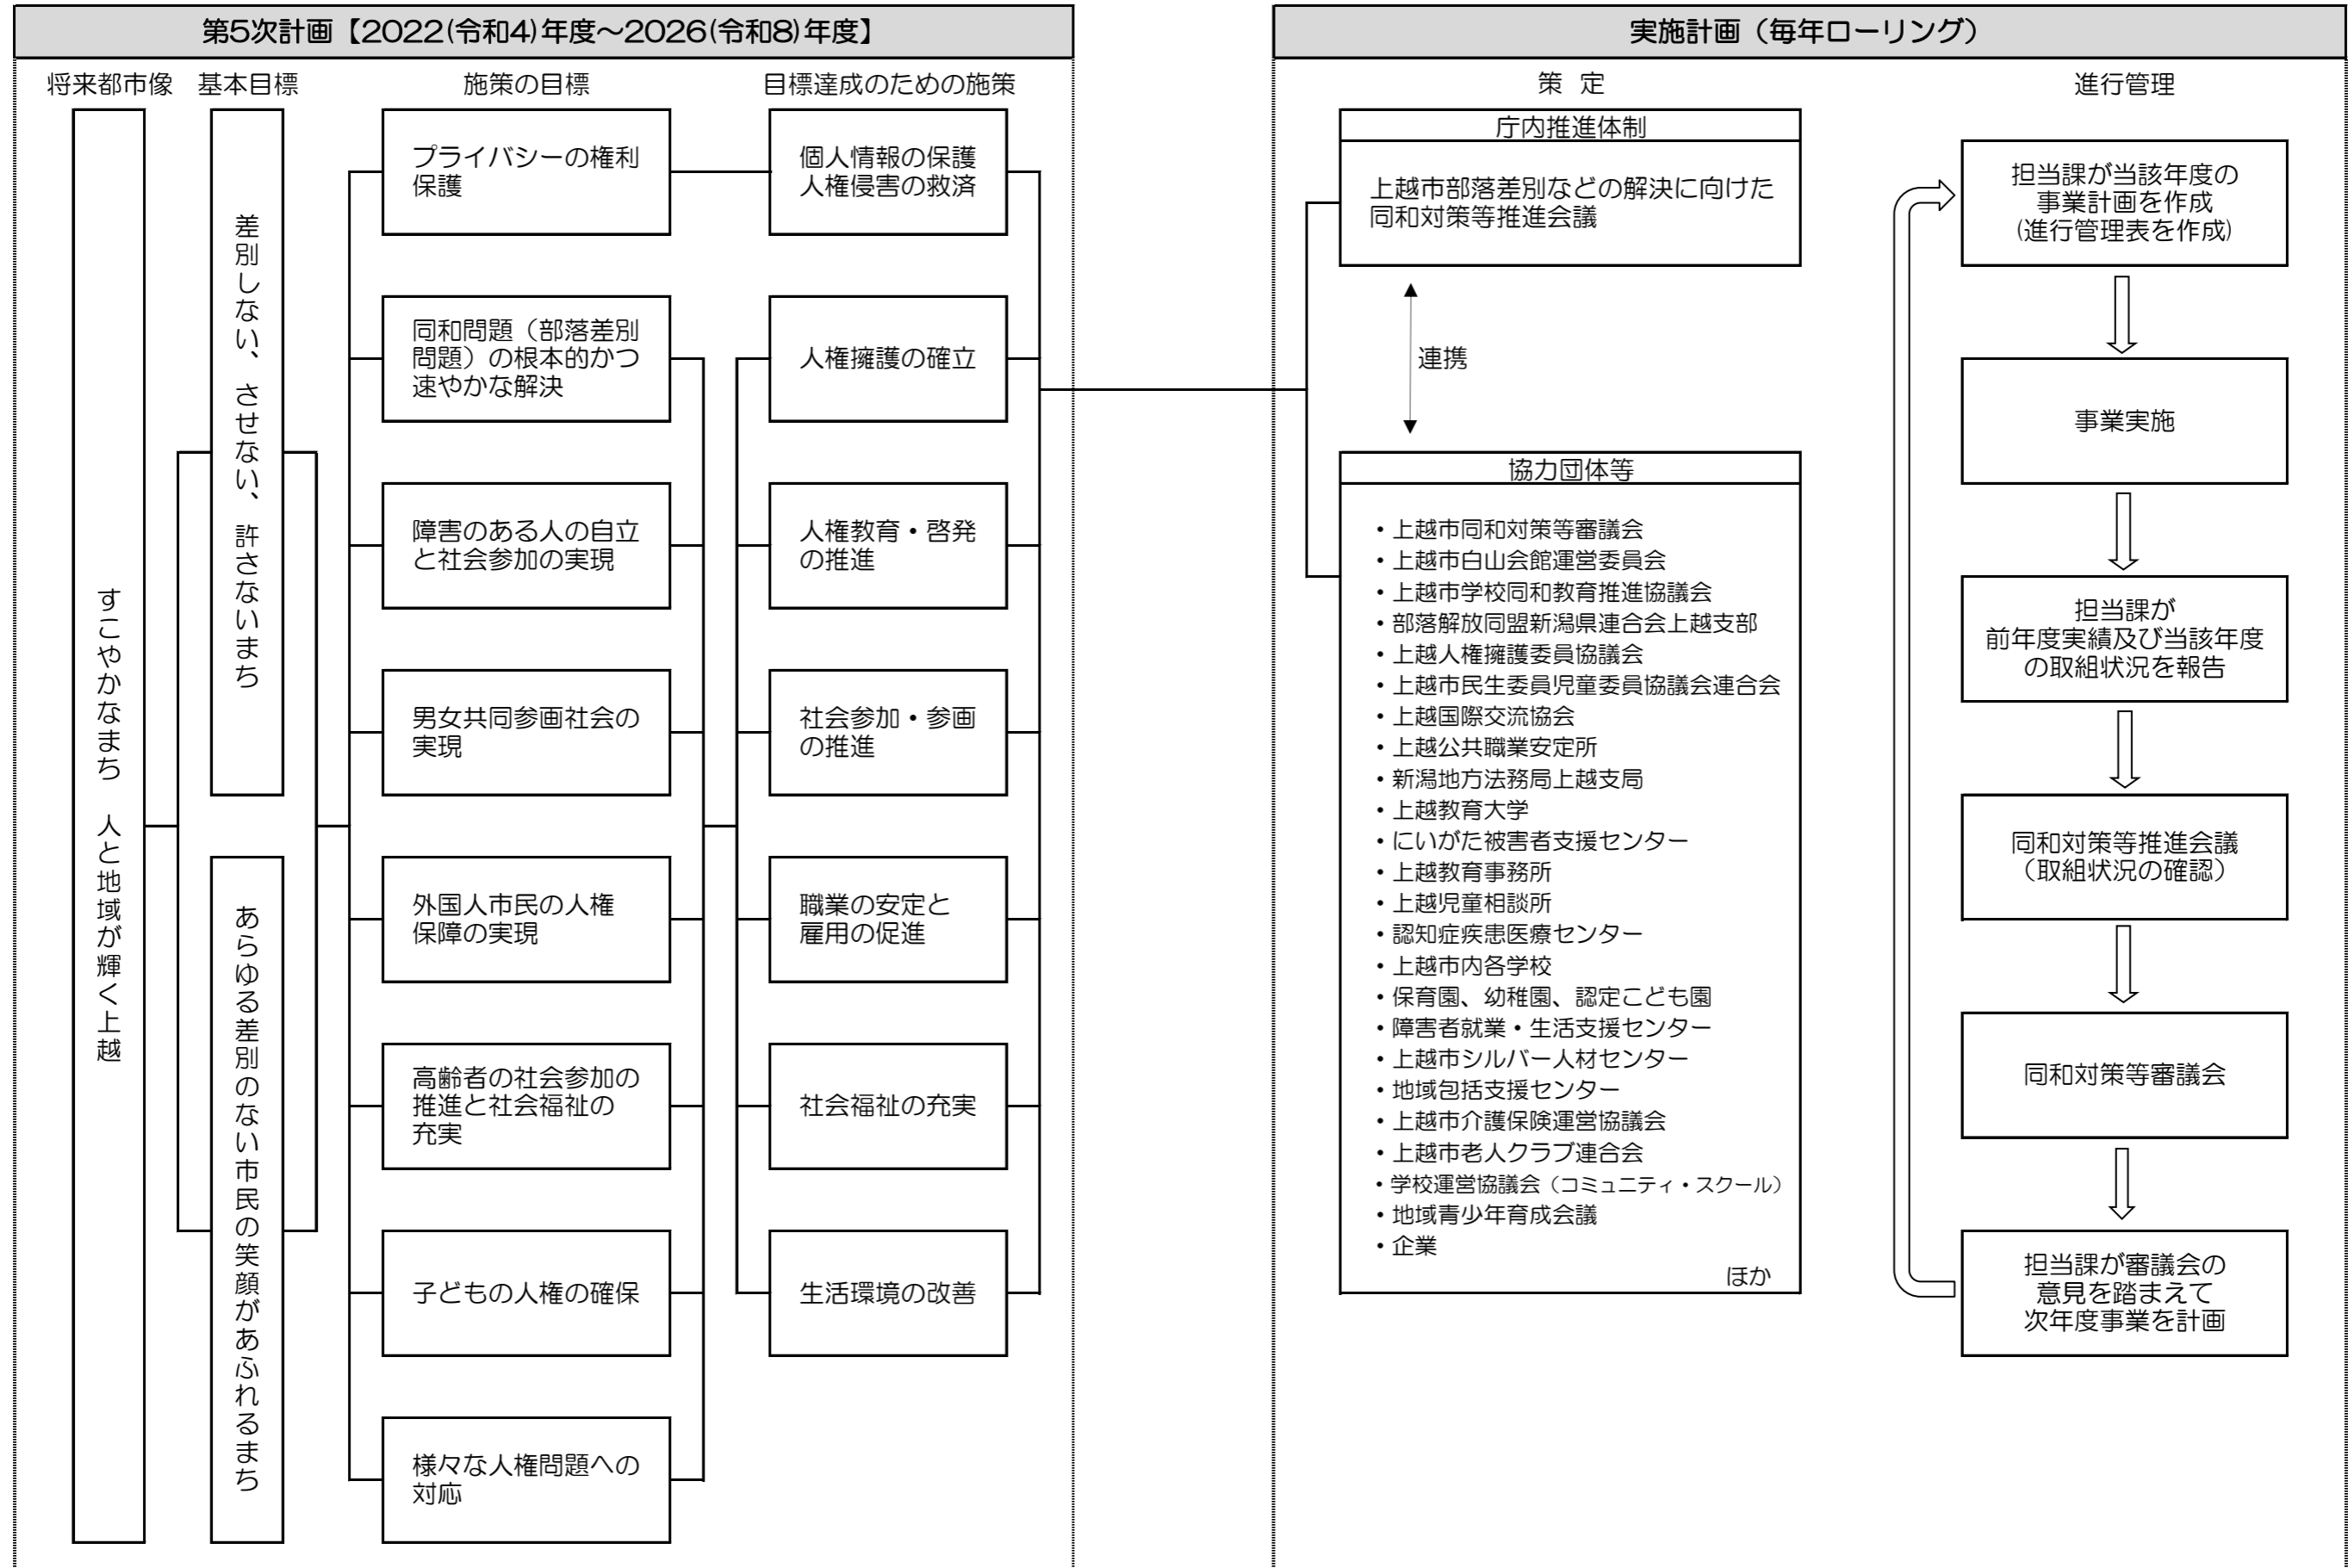 第5次計画【2022(令和4)年度～2026(令和8)年度】
将来都市像
基本目標
施策の目標
目標達成のための施策
すこやかなまち　人と地域が輝く上越
差別しない、させない、許さないまち
あらゆる差別のない市民の笑顔があふれるまち
プライバシーの権利
保護
同和問題（部落差別
問題）の根本的かつ
速やかな解決
障害のある人の自立
と社会参加の実現
男女共同参画社会の
実現
外国人市民の人権
保障の実現
高齢者の社会参加の
推進と社会福祉の
充実
子どもの人権の確保
様々な人権問題への
対応
個人情報の保護
人権侵害の救済
人権擁護の確立
人権教育・啓発
の推進
社会参加・参画
の推進
職業の安定と
雇用の促進
社会福祉の充実
生活環境の改善
実施計画（毎年ローリング）
策 定
庁内推進体制
上越市部落差別などの解決に向けた
同和対策等推進会議
連携
協力団体等
・上越市同和対策等審議会
・上越市白山会館運営委員会
・上越市学校同和教育推進協議会
・部落解放同盟新潟県連合会上越支部
・上越人権擁護委員協議会
・上越市民生委員児童委員協議会連合会
・上越国際交流協会
・上越公共職業安定所
・新潟地方法務局上越支局
・上越教育大学
・にいがた被害者支援センター
・上越教育事務所
・上越児童相談所
・認知症疾患医療センター
・上越市内各学校
・保育園、幼稚園、認定こども園
・障害者就業・生活支援センター
・上越市シルバー人材センター
・地域包括支援センター
・上越市介護保険運営協議会
・上越市老人クラブ連合会
・学校運営協議会（コミュニティ・スクール）
・地域青少年育成会議
・企業
ほか
進行管理
担当課が当該年度の
事業計画を作成
(進行管理表を作成)
事業実施
担当課が
前年度実績及び当該年度
の取組状況を報告
同和対策等推進会議
（取組状況の確認）
同和対策等審議会
担当課が審議会の
意見を踏まえて
次年度事業を計画